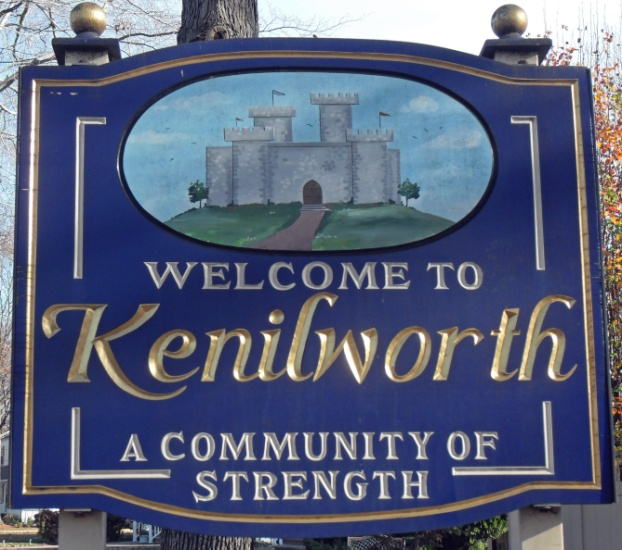 WELCOME TO
Kenilworth
A COMMUNITY OF
STRENGTH